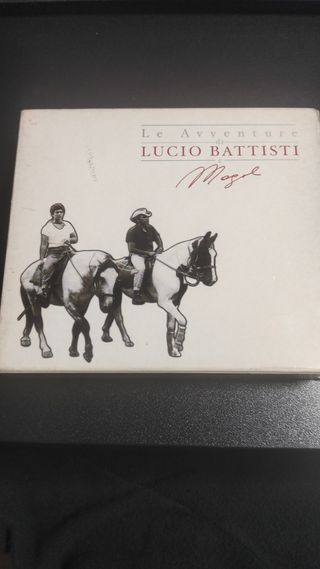 Le Avventure
di
LUCIO BATTISTI
e
Mogol